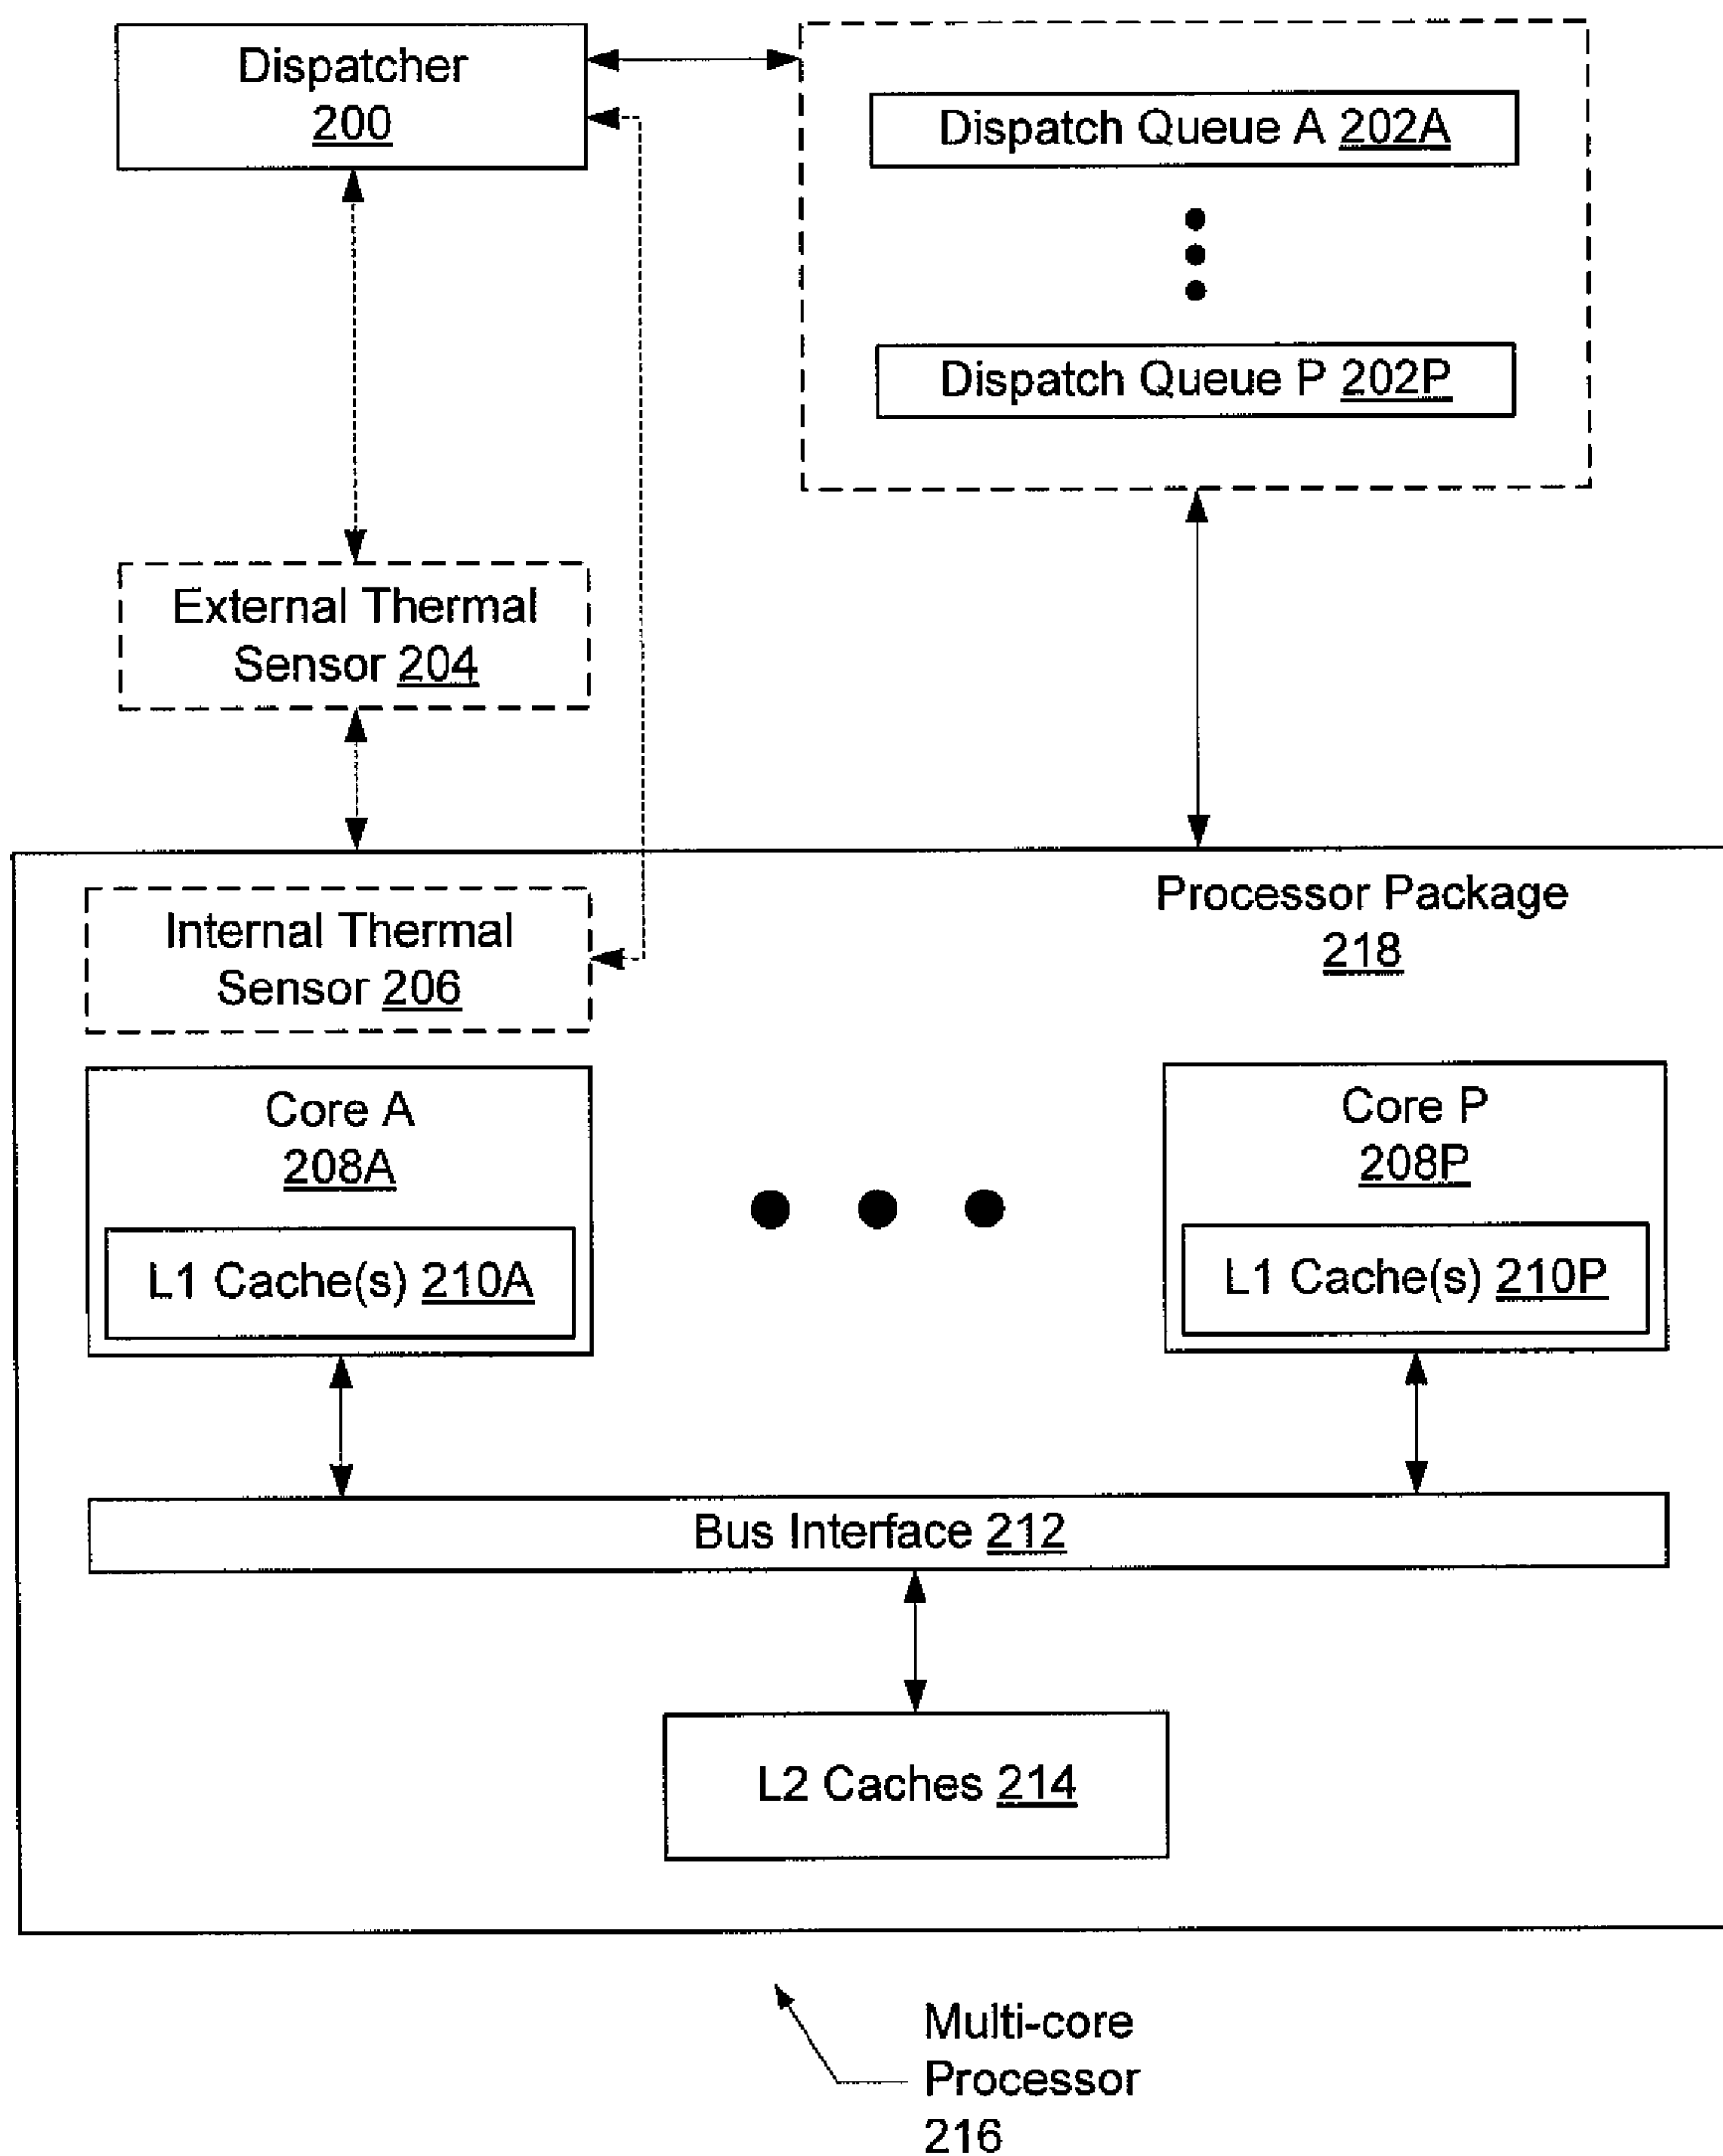 Dispatcher
200
Dispatch Queue A 202A
Dispatch Queue P 202P
External Thermal
Sensor 204
Processor Package
218
Internal Thermal
Sensor 206
Core A
208A
L1 Cache(s) 210A
Core P
208P
L1 Cache(s) 210P
Bus Interface 212
L2 Caches 214
Multi-core
Processor
216